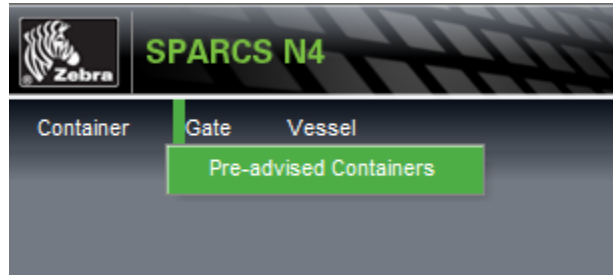 Zebra
SPARCS N4
Container Gate Vessel
Pre-advised Containers